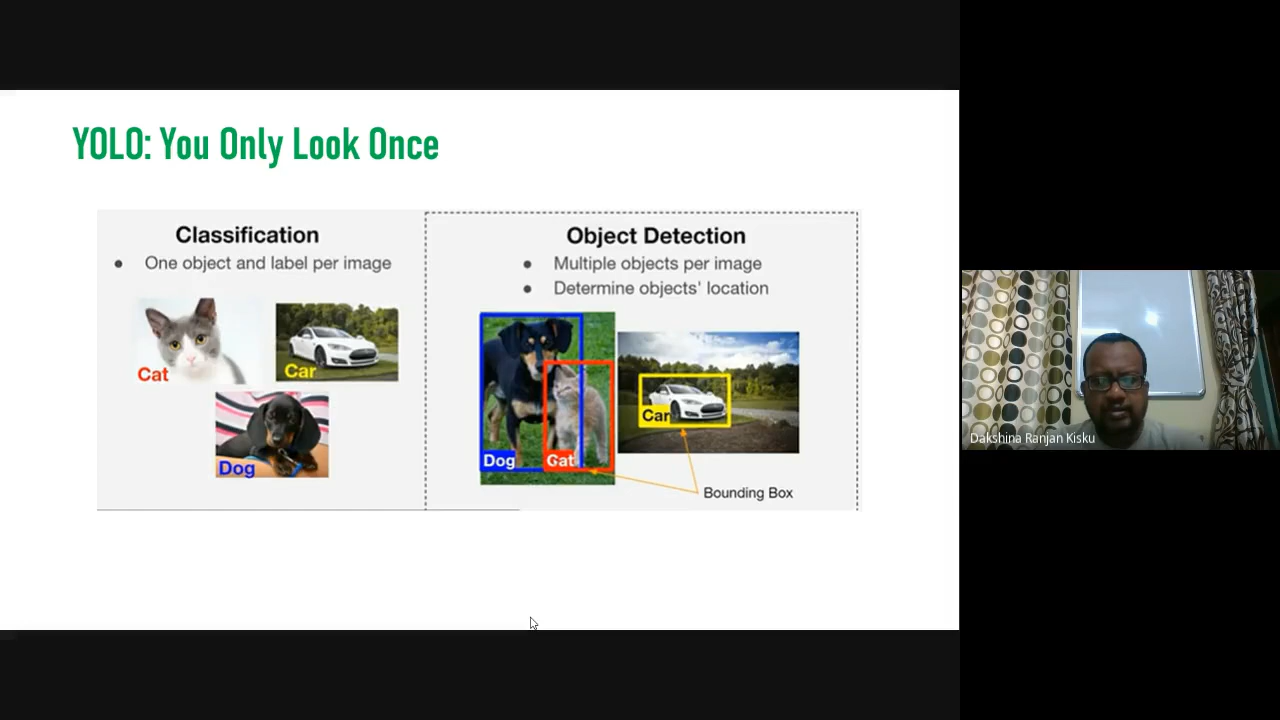 YOLO: You Only Look Once
Classification
● One object and label per image
Cat
Car
Dog
Object Detection
● Multiple objects per image
● Determine objects' location
Dog
Cat
Car
Bounding Box
Dakshina Ranjan Kisku